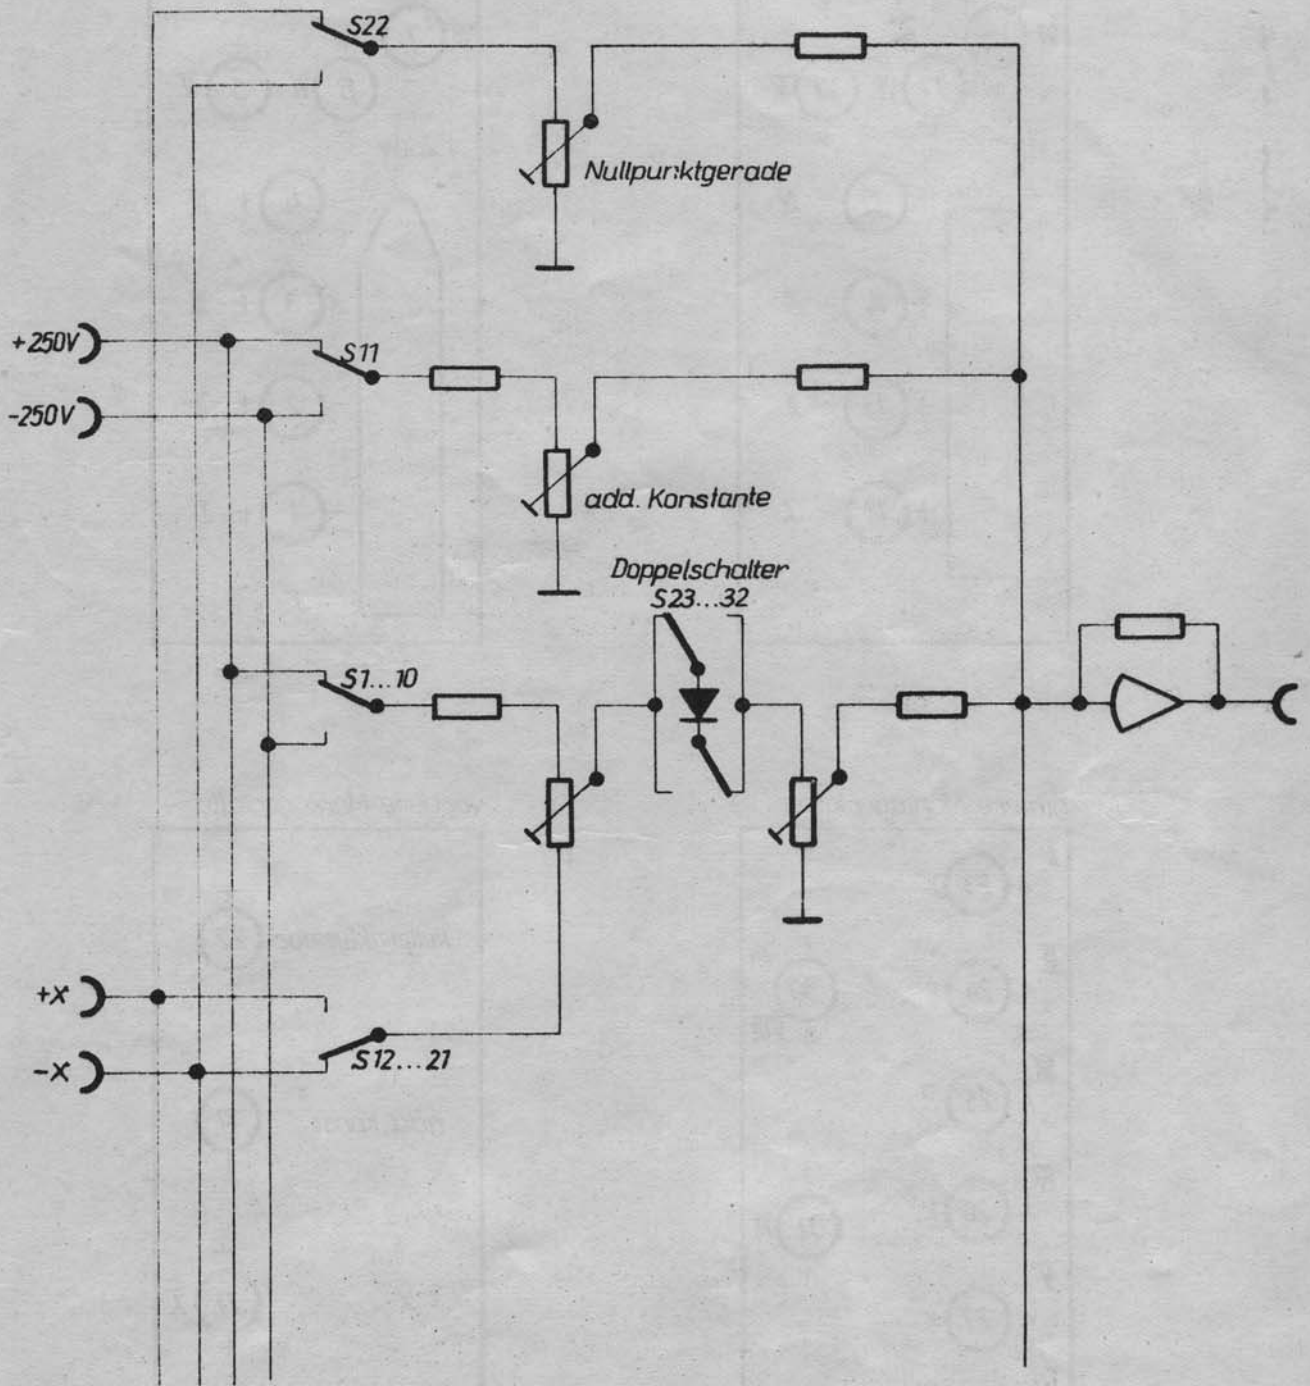 S22
Nullpunktgerade
+250V
S11
-250V
add. Konstante
Doppelschalter
S23...32
S1...10
+X
S12...21
-X